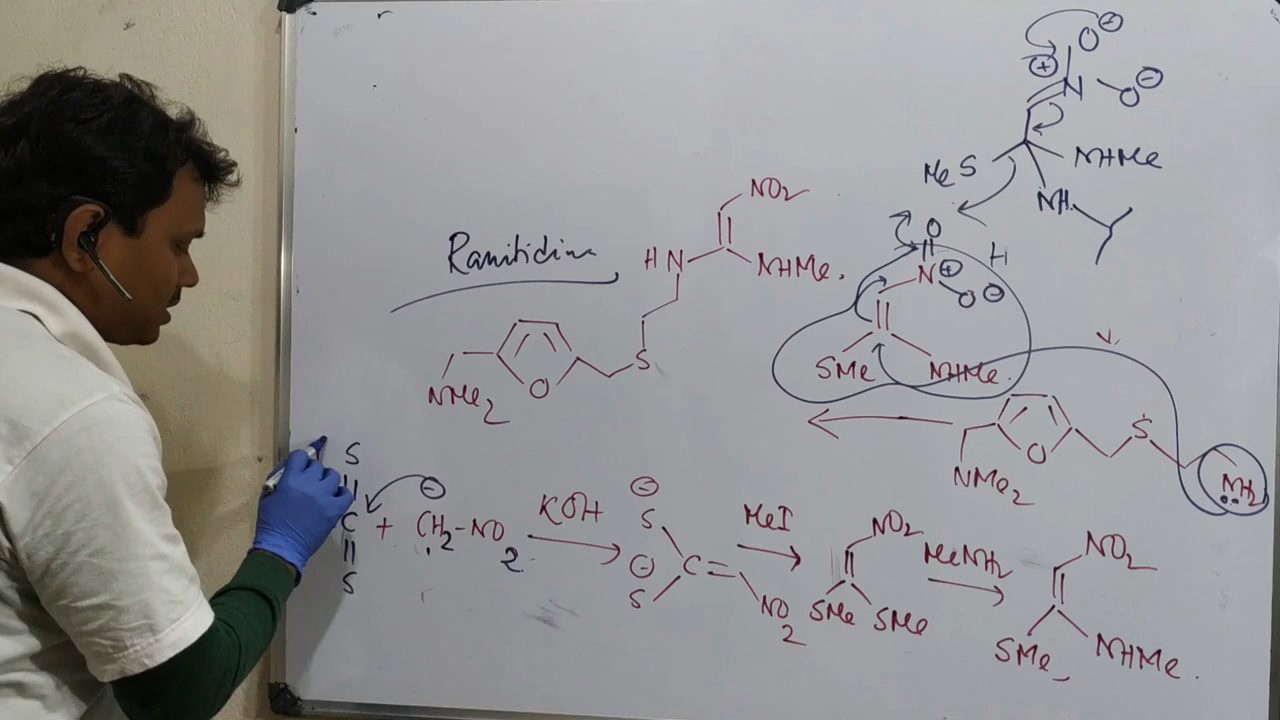 O
N O
MeS NHMe
NH
NO2
Ranitidine
HN NHMe.
O
N O
H
SMe NHMe.
NMe2 O S
NMe2 O S NH2
S
C + CH2-NO2 KOH
S
S
S C= NO2
MeI
NO2
SMe SMe
MeNH2
NO2
SMe NHMe.